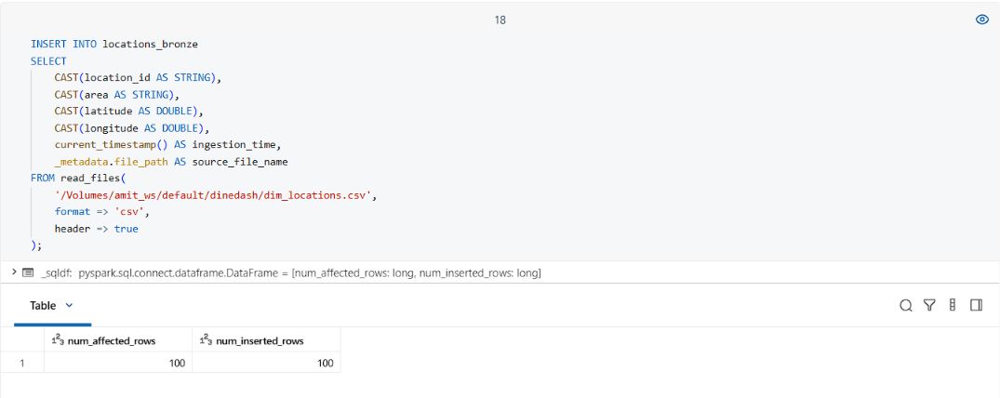 18
INSERT INTO locations_bronze
SELECT
CAST(location_id AS STRING),
CAST(area AS STRING),
CAST(latitude AS DOUBLE),
CAST(longitude AS DOUBLE),
current_timestamp() AS ingestion_time,
_metadata.file_path AS source_file_name
FROM read_files(
'/Volumes/amit_ws/default/dinedash/dim_locations.csv',
format => 'csv',
header => true
);
_sqldf: pyspark.sql.connect.dataframe.DataFrame = [num_affected_rows: long, num_inserted_rows: long]
Table
123 num_affected_rows 123 num_inserted_rows
1 100 100